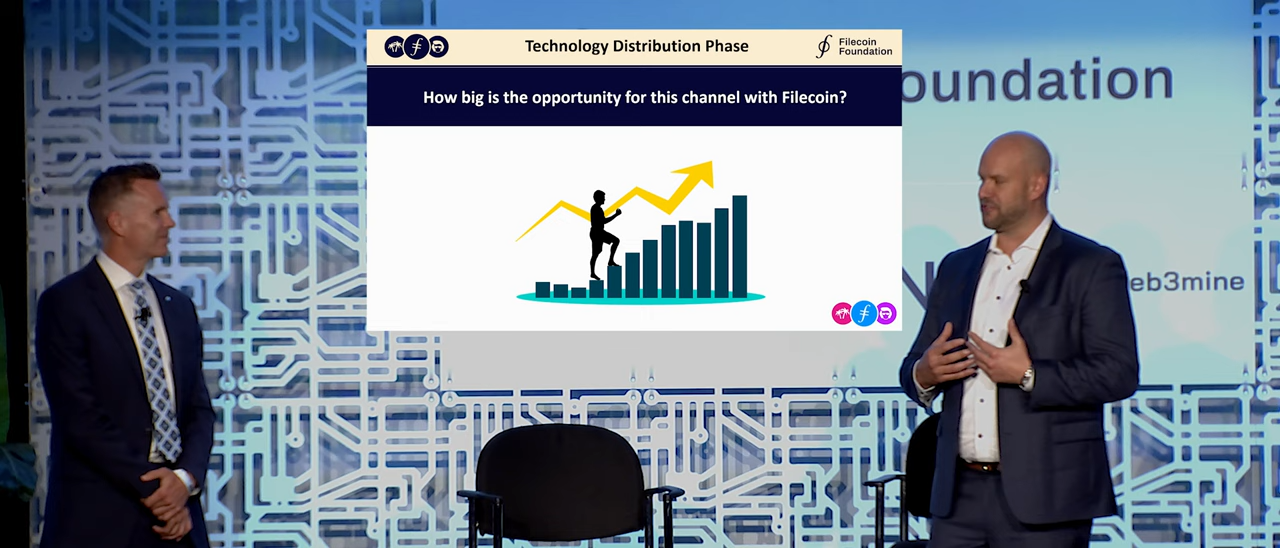 Technology Distribution Phase
Filecoin
Foundation
How big is the opportunity for this channel with Filecoin?
oundation
eb3mine